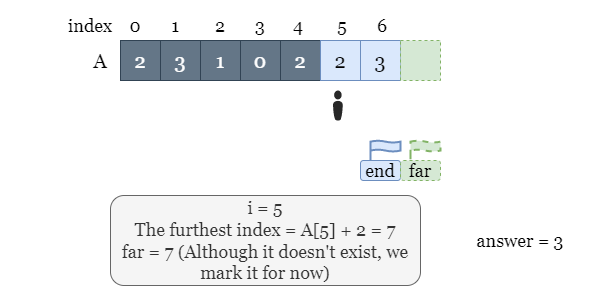 index 0 1 2 3 4 5 6
A 2 3 1 0 2 2 3
end far
i = 5
The furthest index = A[5] + 2 = 7
far = 7 (Although it doesn't exist, we
mark it for now)
answer = 3